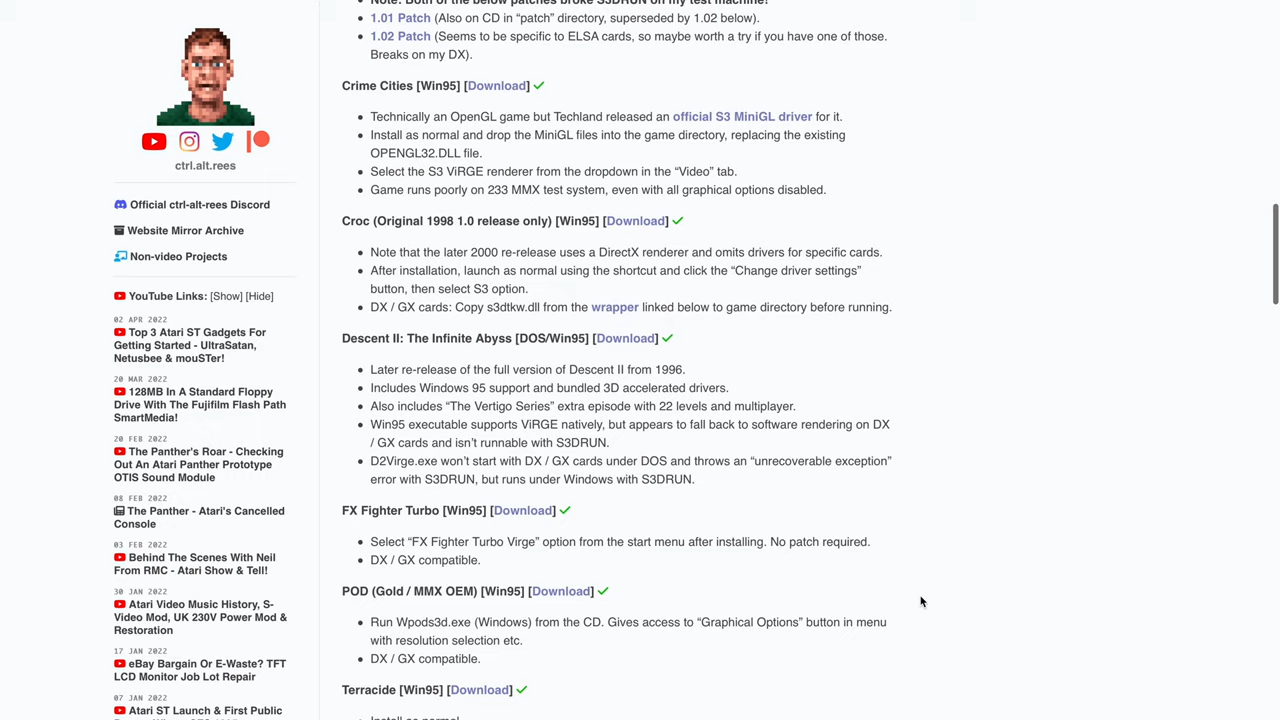 ctrl.alt.rees
Official ctrl-alt-rees Discord
Website Mirror Archive
Non-video Projects
YouTube Links: [Show] [Hide]
02 APR 2022
Top 3 Atari ST Gadgets For
Getting Started - UltraSatan,
Netusbee & mouSTer!
20 MAR 2022
128MB In A Standard Floppy
Drive With The Fujifilm Flash Path
SmartMedia!
20 FEB 2022
The Panther's Roar - Checking
Out An Atari Panther Prototype
OTIS Sound Module
08 FEB 2022
The Panther - Atari's Cancelled
Console
03 FEB 2022
Behind The Scenes With Neil
From RMC - Atari Show & Tell!
30 JAN 2022
Atari Video Music History, S-
Video Mod, UK 230V Power Mod &
Restoration
17 JAN 2022
eBay Bargain Or E-Waste? TFT
LCD Monitor Job Lot Repair
07 JAN 2022
Atari ST Launch & First Public
Note: Both of the below patches broke S3DRUN on my test machine!
1.01 Patch (Also on CD in “patch” directory, superseded by 1.02 below).
1.02 Patch (Seems to be specific to ELSA cards, so maybe worth a try if you have one of those.
Breaks on my DX).
Crime Cities [Win95] [Download]
Technically an OpenGL game but Techland released an official S3 MiniGL driver for it.
Install as normal and drop the MiniGL files into the game directory, replacing the existing
OPENGL32.DLL file.
Select the S3 ViRGE renderer from the dropdown in the “Video” tab.
Game runs poorly on 233 MMX test system, even with all graphical options disabled.
Croc (Original 1998 1.0 release only) [Win95] [Download]
Note that the later 2000 re-release uses a DirectX renderer and omits drivers for specific cards.
After installation, launch as normal using the shortcut and click the “Change driver settings”
button, then select S3 option.
DX / GX cards: Copy s3dtkw.dll from the wrapper linked below to game directory before running.
Descent II: The Infinite Abyss [DOS/Win95] [Download]
Later re-release of the full version of Descent II from 1996.
Includes Windows 95 support and bundled 3D accelerated drivers.
Also includes “The Vertigo Series” extra episode with 22 levels and multiplayer.
Win95 executable supports ViRGE natively, but appears to fall back to software rendering on DX
/ GX cards and isn’t runnable with S3DRUN.
D2Virge.exe won’t start with DX / GX cards under DOS and throws an “unrecoverable exception”
error with S3DRUN, but runs under Windows with S3DRUN.
FX Fighter Turbo [Win95] [Download]
Select “FX Fighter Turbo Virge” option from the start menu after installing. No patch required.
DX / GX compatible.
POD (Gold / MMX OEM) [Win95] [Download]
Run Wpods3d.exe (Windows) from the CD. Gives access to “Graphical Options” button in menu
with resolution selection etc.
DX / GX compatible.
Terracide [Win95] [Download]
Install as normal